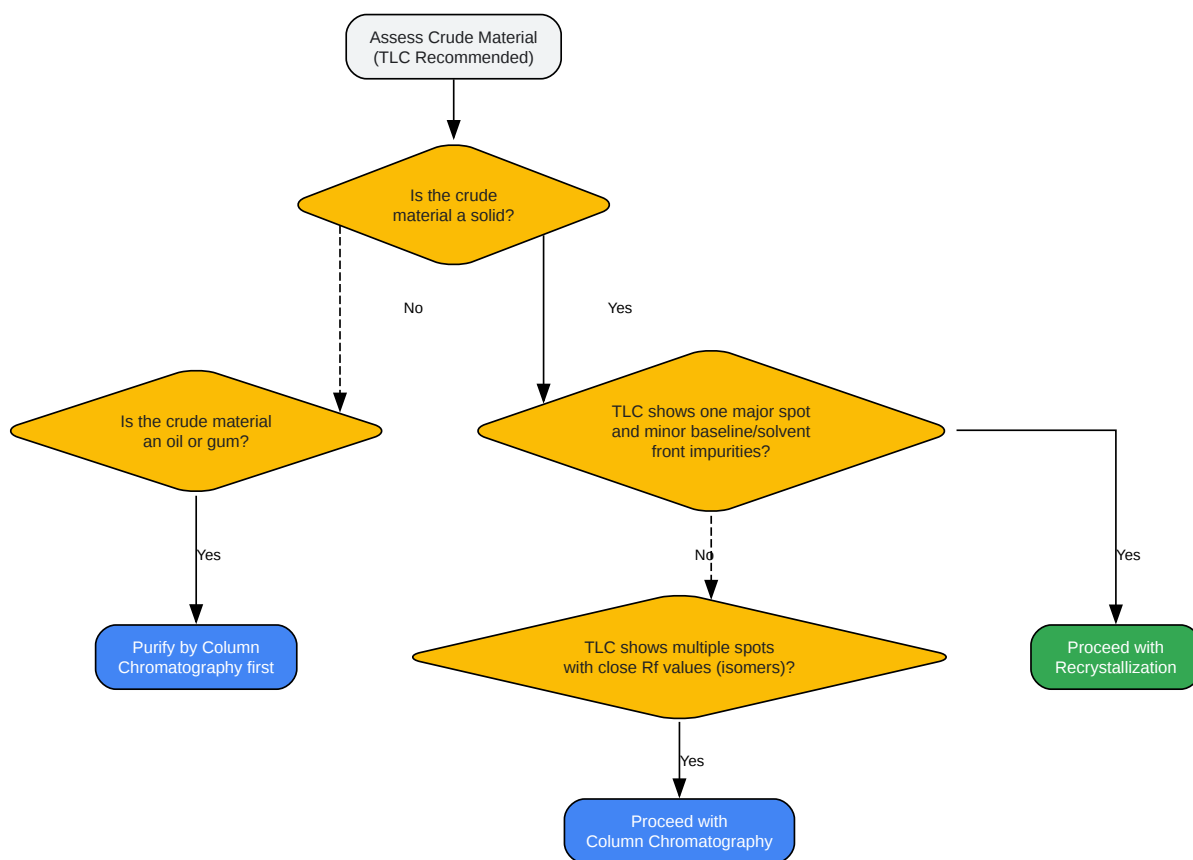 Assess Crude Material
(TLC Recommended)
Is the crude
material a solid?
No
Yes
Is the crude material
an oil or gum?
TLC shows one major spot
and minor baseline/solvent
front impurities?
Yes
No
Yes
Purify by Column
Chromatography first
TLC shows multiple spots
with close Rf values (isomers)?
Proceed with
Recrystallization
Yes
Proceed with
Column Chromatography